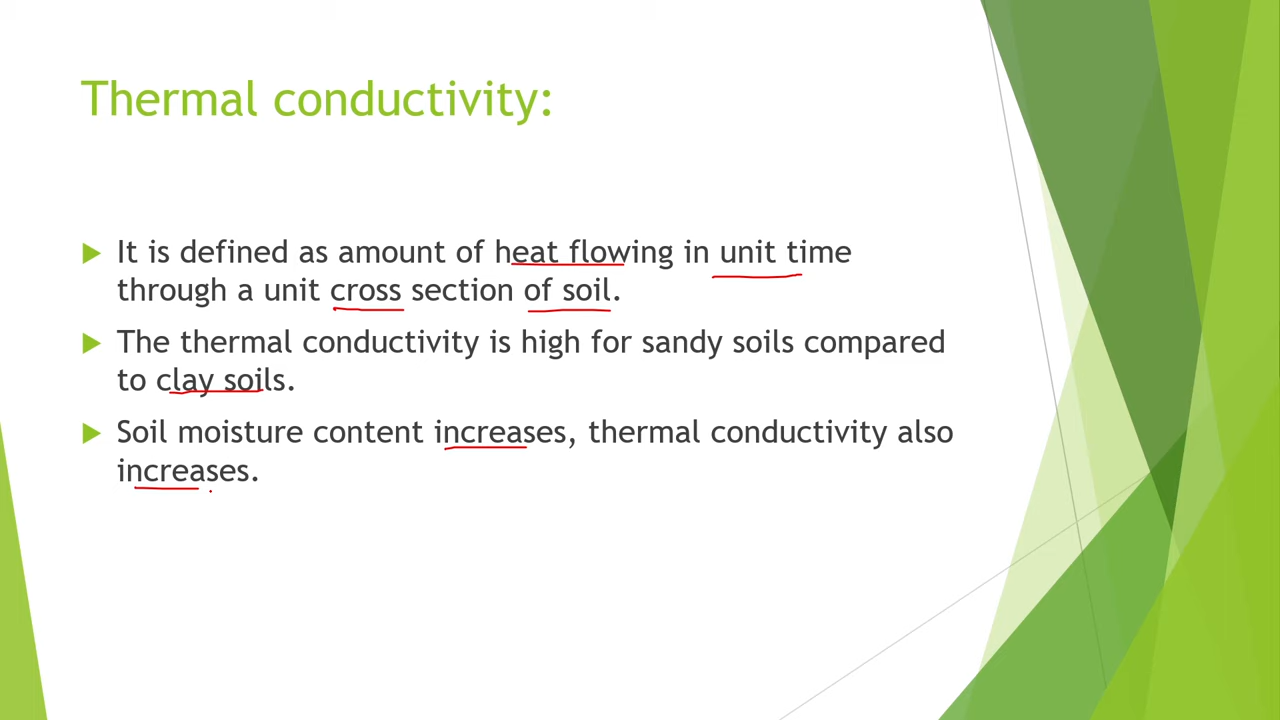 Thermal conductivity:
It is defined as amount of heat flowing in unit time
through a unit cross section of soil.
The thermal conductivity is high for sandy soils compared
to clay soils.
Soil moisture content increases, thermal conductivity also
increases.